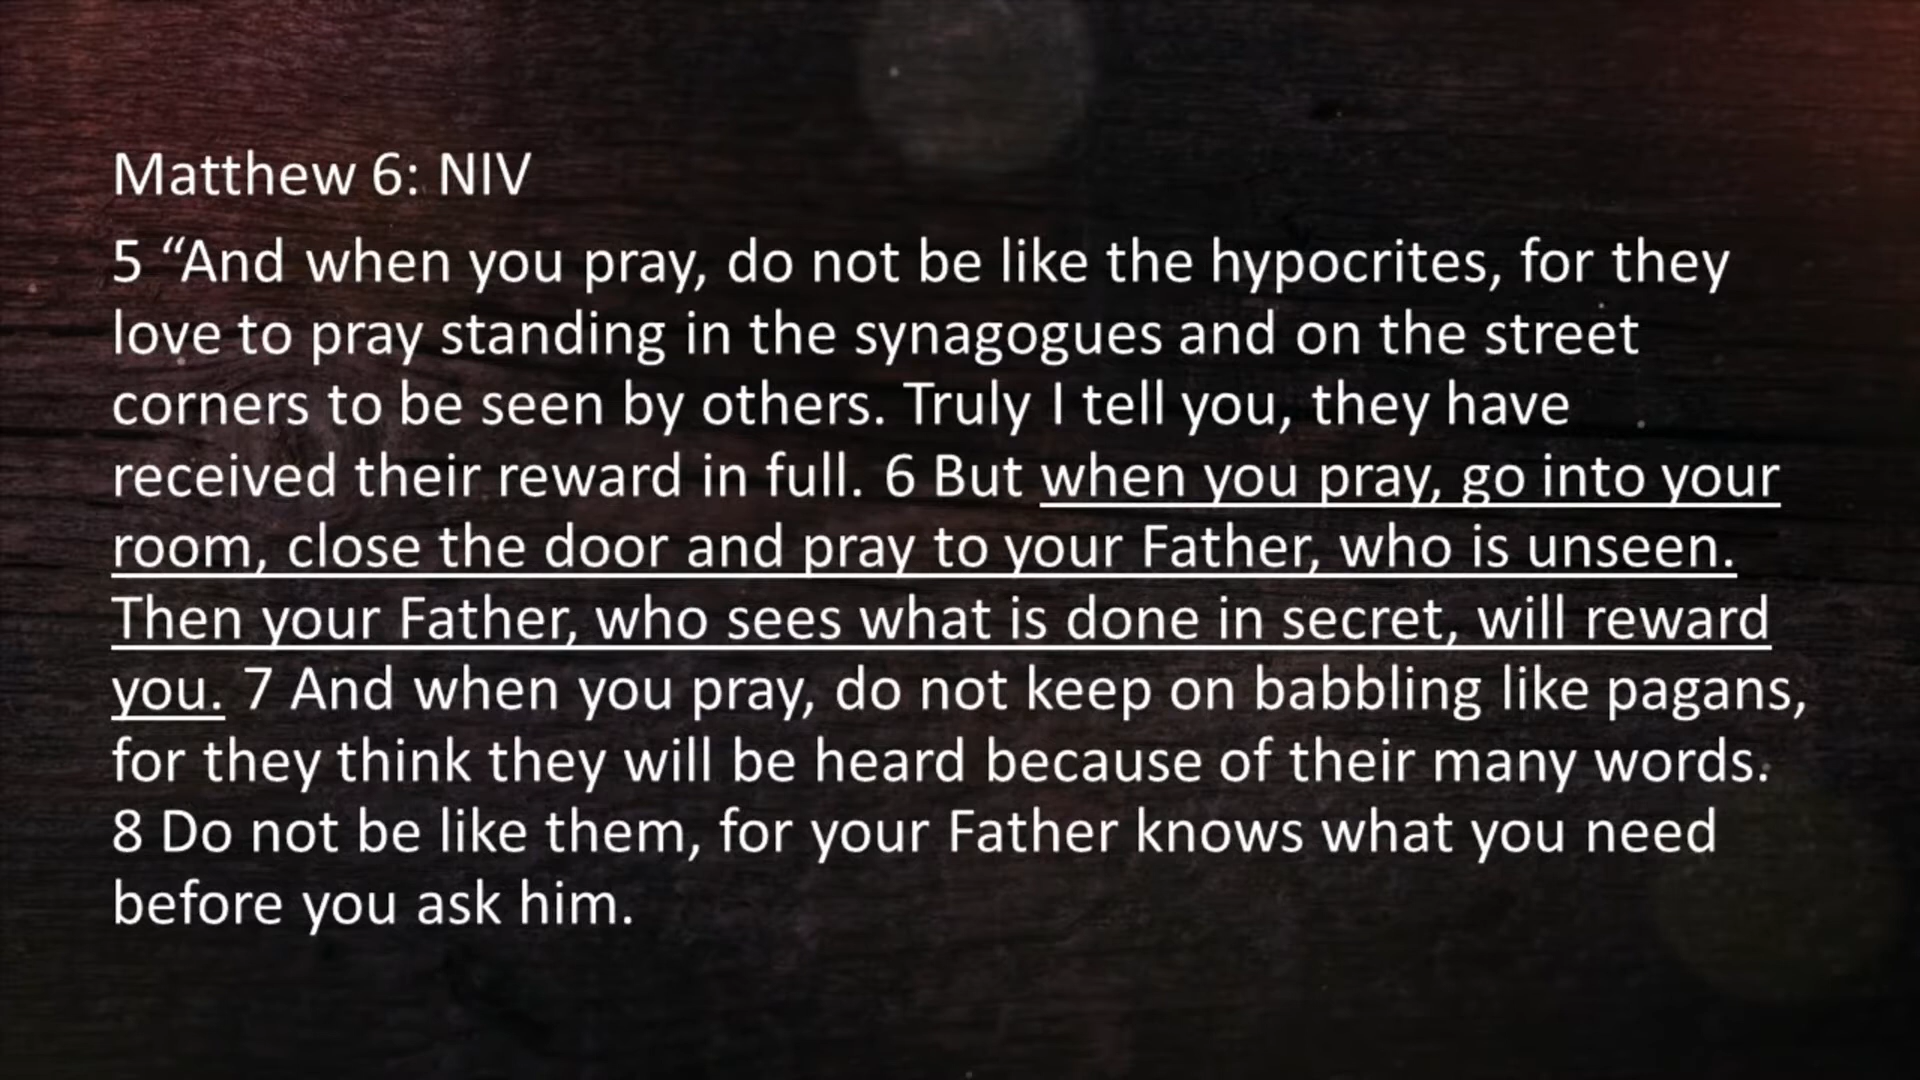 Matthew 6: NIV
5 “And when you pray, do not be like the hypocrites, for they
love to pray standing in the synagogues and on the street
corners to be seen by others. Truly I tell you, they have
received their reward in full. 6 But when you pray, go into your
room, close the door and pray to your Father, who is unseen.
Then your Father, who sees what is done in secret, will reward
you. 7 And when you pray, do not keep on babbling like pagans,
for they think they will be heard because of their many words.
8 Do not be like them, for your Father knows what you need
before you ask him.